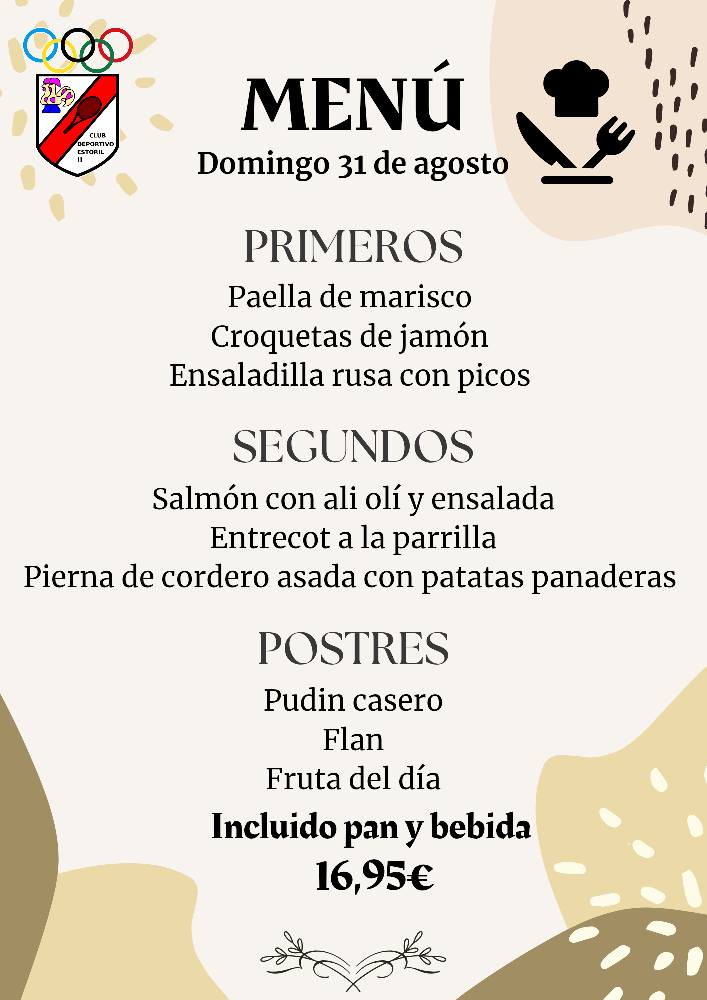 CLUB
DEPORTIVO
ESTORIL
II
MENÚ
Domingo 31 de agosto
PRIMEROS
Paella de marisco
Croquetas de jamón
Ensaladilla rusa con picos
SEGUNDOS
Salmón con ali olí y ensalada
Entrecot a la parrilla
Pierna de cordero asada con patatas panaderas
POSTRES
Pudin casero
Flan
Fruta del día
Incluido pan y bebida
16,95€